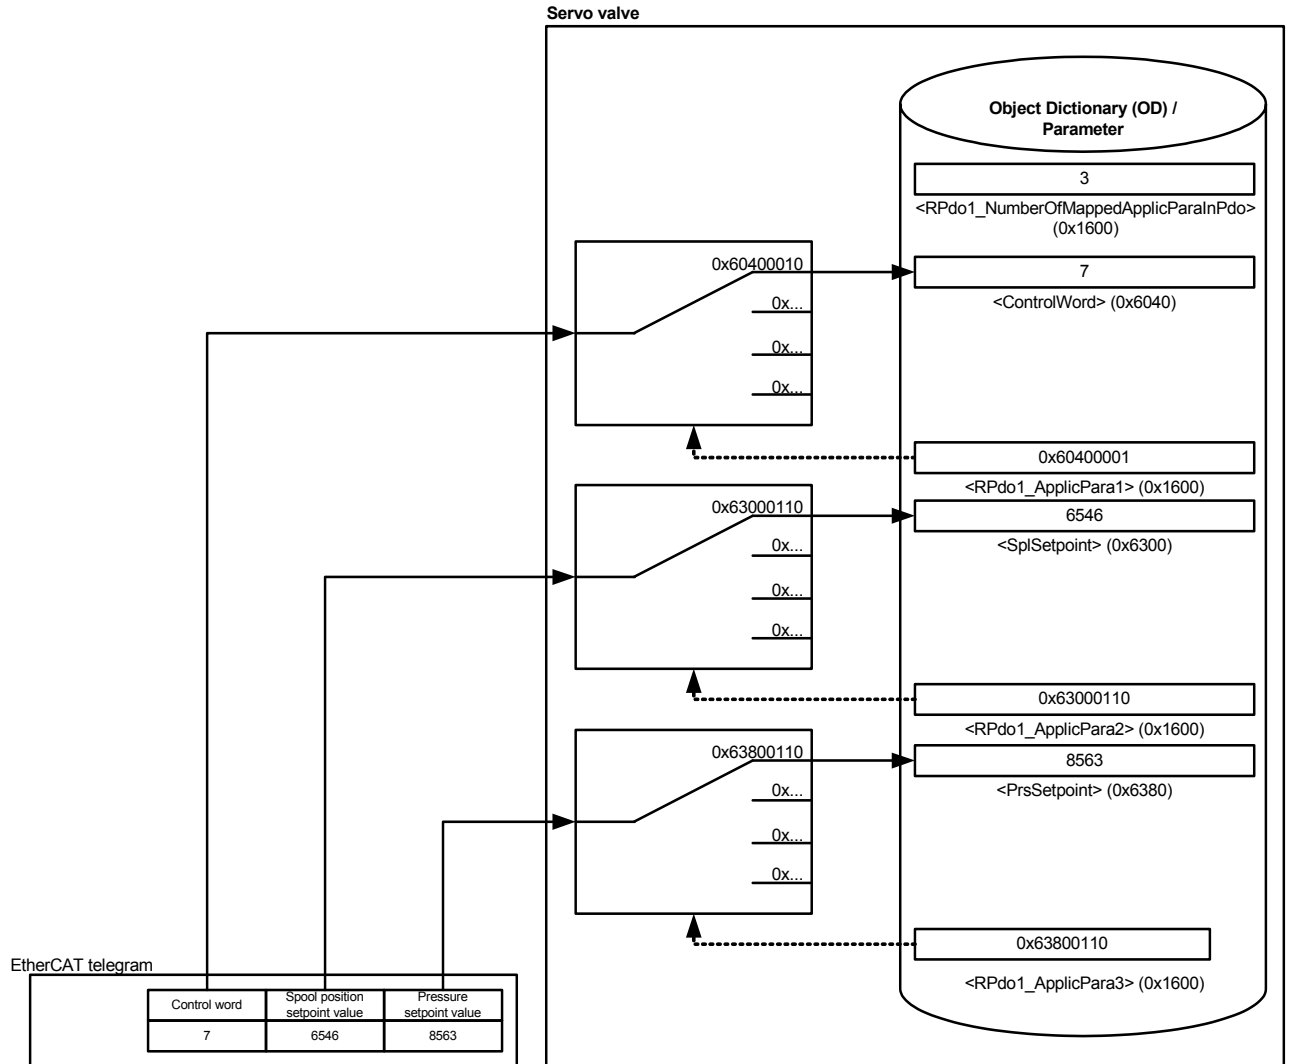 Servo valve
Object Dictionary (OD) /
Parameter
3
<RPdo1_NumberOfMappedApplicParaInPdo>
(0x1600)
0x60400010
0x...
0x...
0x...
7
<ControlWord> (0x6040)
0x60400001
<RPdo1_ApplicPara1> (0x1600)
0x63000110
0x...
0x...
0x...
6546
<SplSetpoint> (0x6300)
0x63000110
<RPdo1_ApplicPara2> (0x1600)
0x63800110
0x...
0x...
0x...
8563
<PrsSetpoint> (0x6380)
0x63800110
<RPdo1_ApplicPara3> (0x1600)
EtherCAT telegram
Control word
Spool position
setpoint value
Pressure
setpoint value
7
6546
8563